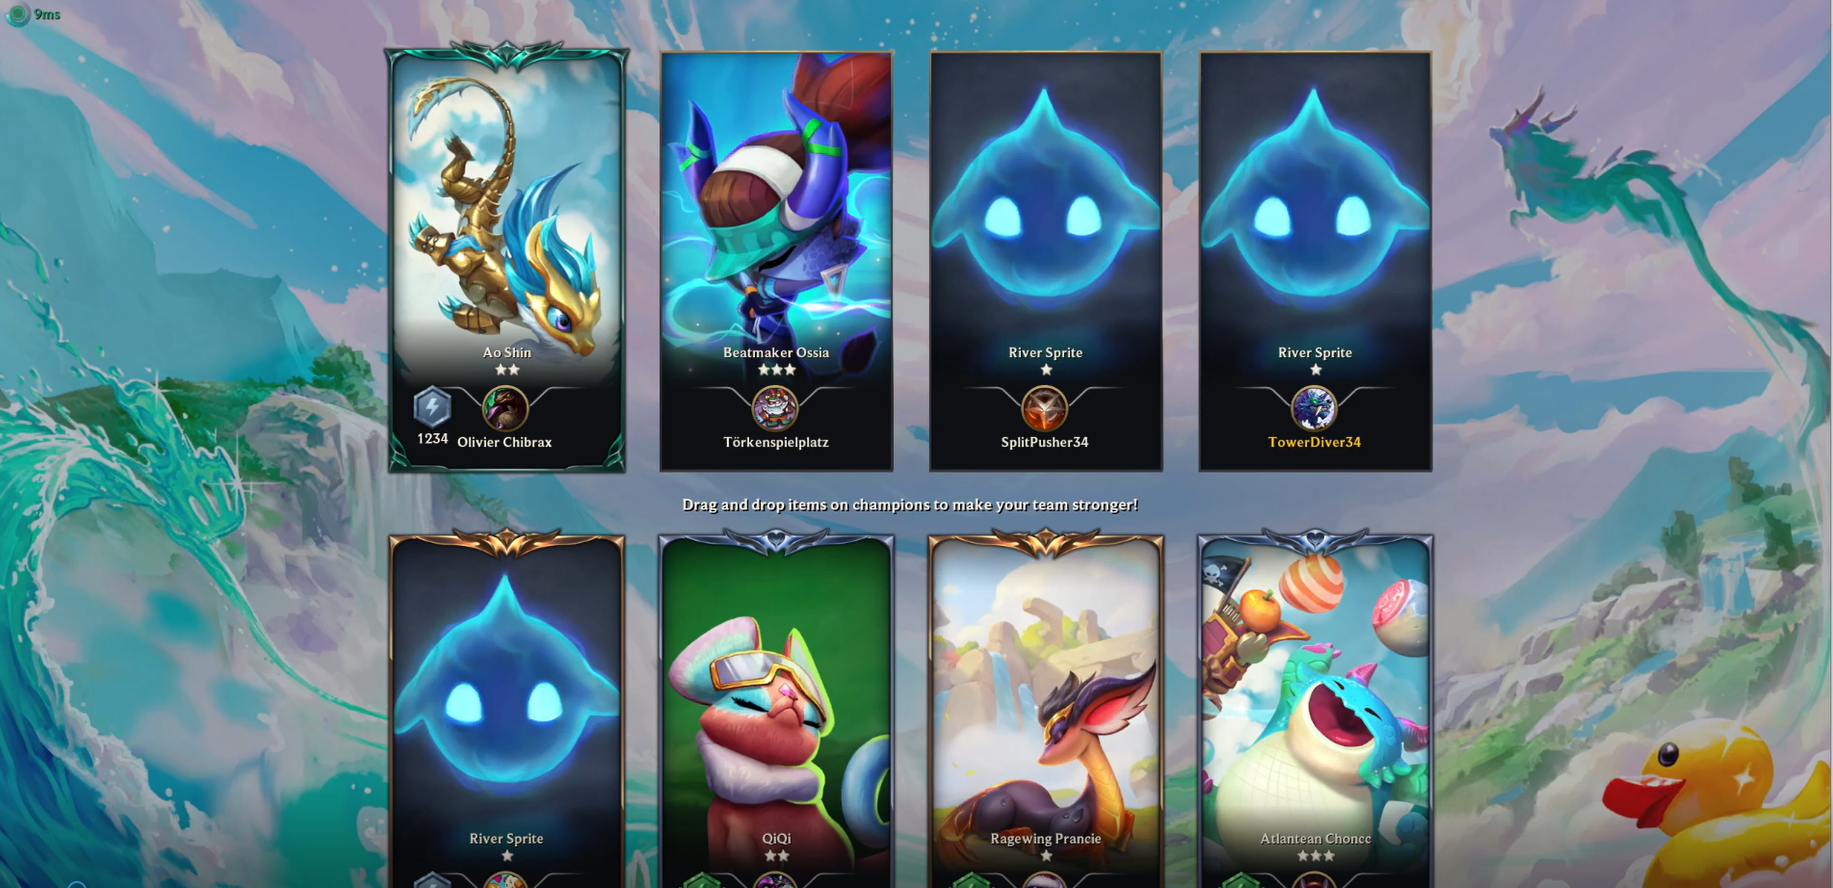 9ms
Ao Shin
Beatmaker Ossia
River Sprite
River Sprite
1234
Olivier Chibrax
Törkenspielplatz
SplitPusher34
TowerDiver34
Drag and drop items on champions to make your team stronger!
River Sprite
QiQi
Ragewing Prancie
Atlantean Choncc